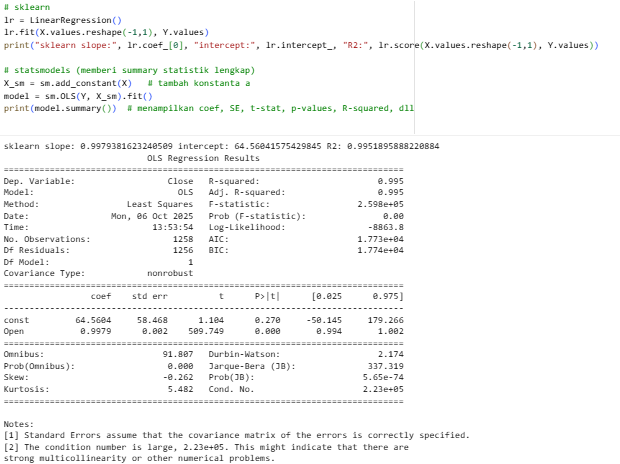 # sklearn
lr = LinearRegression()
lr.fit(X.values.reshape(-1,1), Y.values)
print("sklearn slope:", lr.coef_[0], "intercept:", lr.intercept_, "R2:", lr.score(X.values.reshape(-1,1), Y.values))
# statsmodels (memberi summary statistik lengkap)
X_sm = sm.add_constant(X)   # tambah konstanta a
model = sm.OLS(Y, X_sm).fit()
print(model.summary())  # menampilkan coef, SE, t-stat, p-values, R-squared, dll
sklearn slope: 0.9979381623240509 intercept: 64.56041575429845 R2: 0.9951895888220884
OLS Regression Results
==============================================================================
Dep. Variable:                  Close   R-squared:                       0.995
Model:                            OLS   Adj. R-squared:                  0.995
Method:                 Least Squares   F-statistic:                 2.598e+05
Date:                Mon, 06 Oct 2025   Prob (F-statistic):               0.00
Time:                        13:53:54   Log-Likelihood:                -8863.8
No. Observations:                1258   AIC:                         1.773e+04
Df Residuals:                    1256   BIC:                         1.774e+04
Df Model:                           1
Covariance Type:            nonrobust
==============================================================================
                 coef    std err          t      P>|t|      [0.025      0.975]
------------------------------------------------------------------------------
const         64.5604     58.468      1.104      0.270     -50.145     179.266
Open           0.9979      0.002    509.749      0.000       0.994       1.002
==============================================================================
Omnibus:                       91.807   Durbin-Watson:                   2.174
Prob(Omnibus):                  0.000   Jarque-Bera (JB):              337.319
Skew:                          -0.262   Prob(JB):                     5.65e-74
Kurtosis:                       5.482   Cond. No.                     2.23e+05
==============================================================================
Notes:
[1] Standard Errors assume that the covariance matrix of the errors is correctly specified.
[2] The condition number is large, 2.23e+05. This might indicate that there are
strong multicollinearity or other numerical problems.